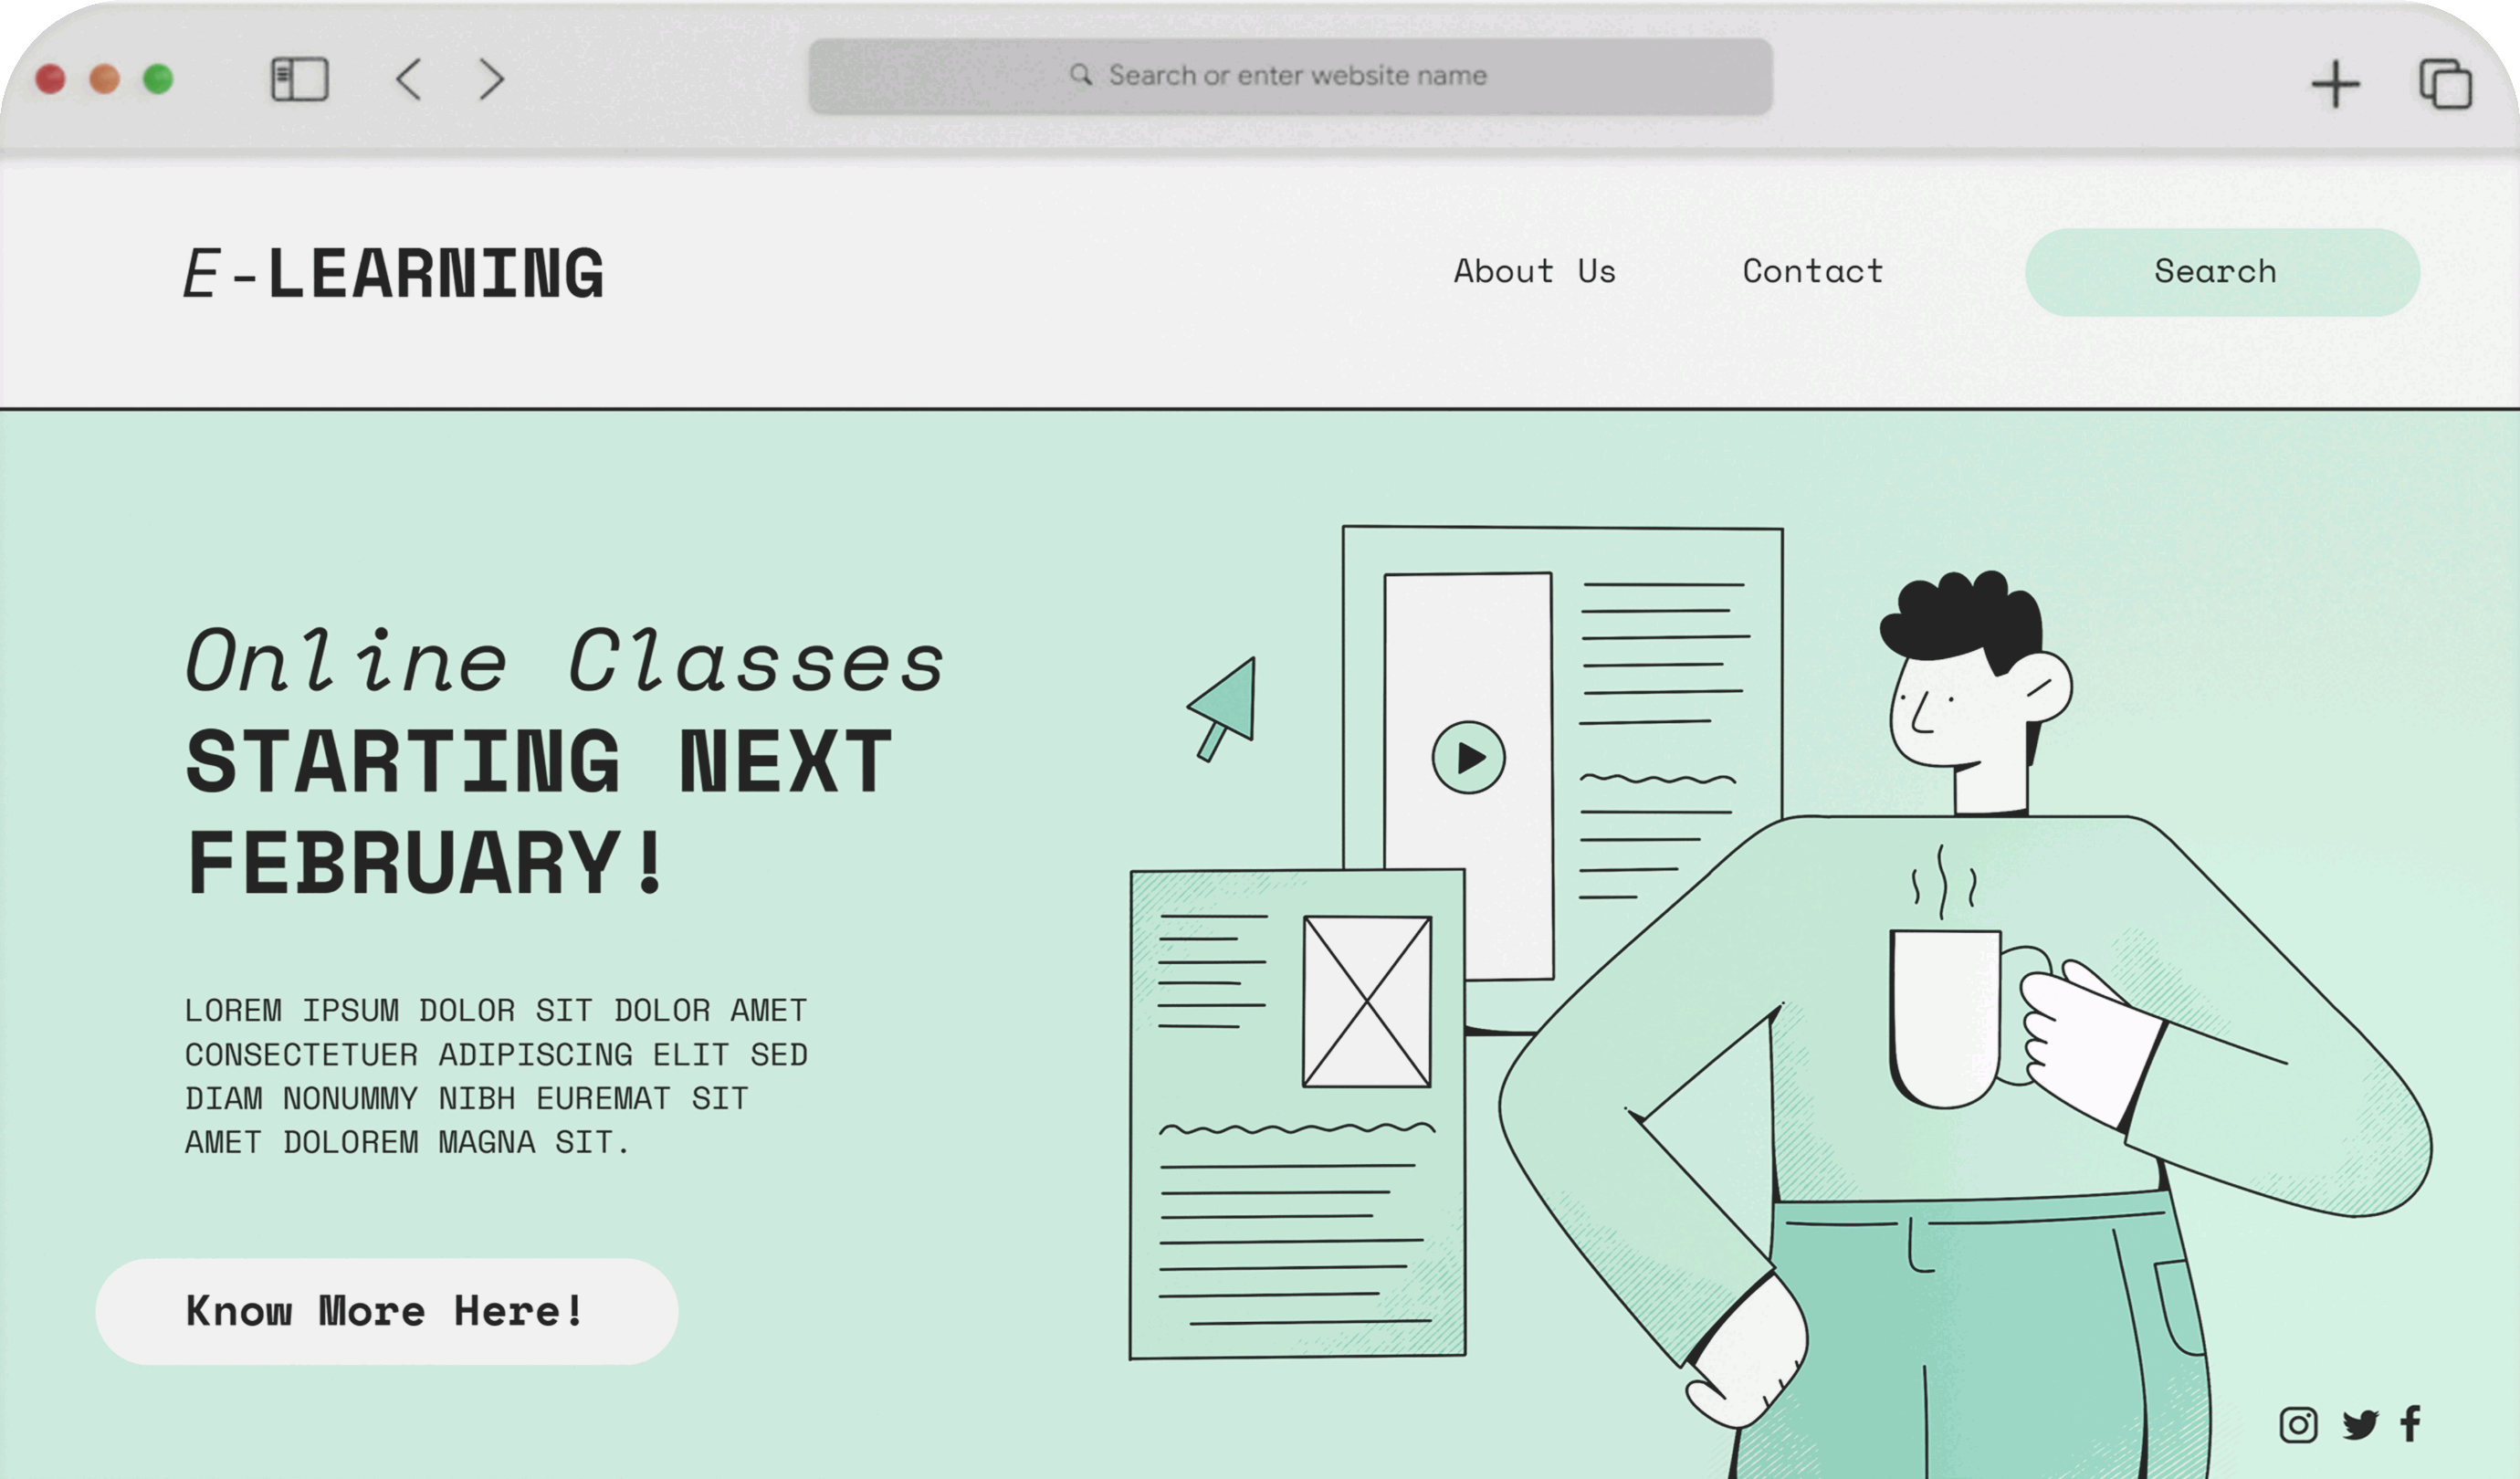 Search or enter website name
E-LEARNING
About Us
Contact
Search
Online Classes
STARTING NEXT
FEBRUARY!
LOREM IPSUM DOLOR SIT DOLOR AMET
CONSECTETUER ADIPISCING ELIT SED
DIAM NONUMMY NIBH EUREMAT SIT
AMET DOLOREM MAGNA SIT.
Know More Here!